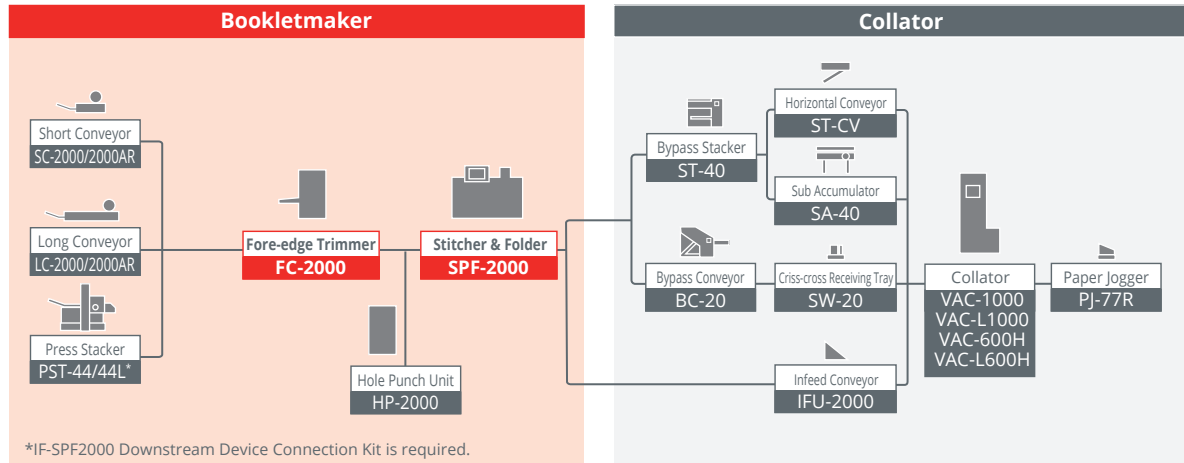 Bookletmaker
Short Conveyor
SC-2000/2000AR
Long Conveyor
LC-2000/2000AR
Press Stacker
PST-44/44L*
Fore-edge Trimmer
FC-2000
Hole Punch Unit
HP-2000
Stitcher & Folder
SPF-2000
*IF-SPF2000 Downstream Device Connection Kit is required.
Collator
Bypass Stacker
ST-40
Horizontal Conveyor
ST-CV
Sub Accumulator
SA-40
Bypass Conveyor
BC-20
Criss-cross Receiving Tray
SW-20
Infeed Conveyor
IFU-2000
Collator
VAC-1000
VAC-L1000
VAC-600H
VAC-L600H
Paper Jogger
PJ-77R